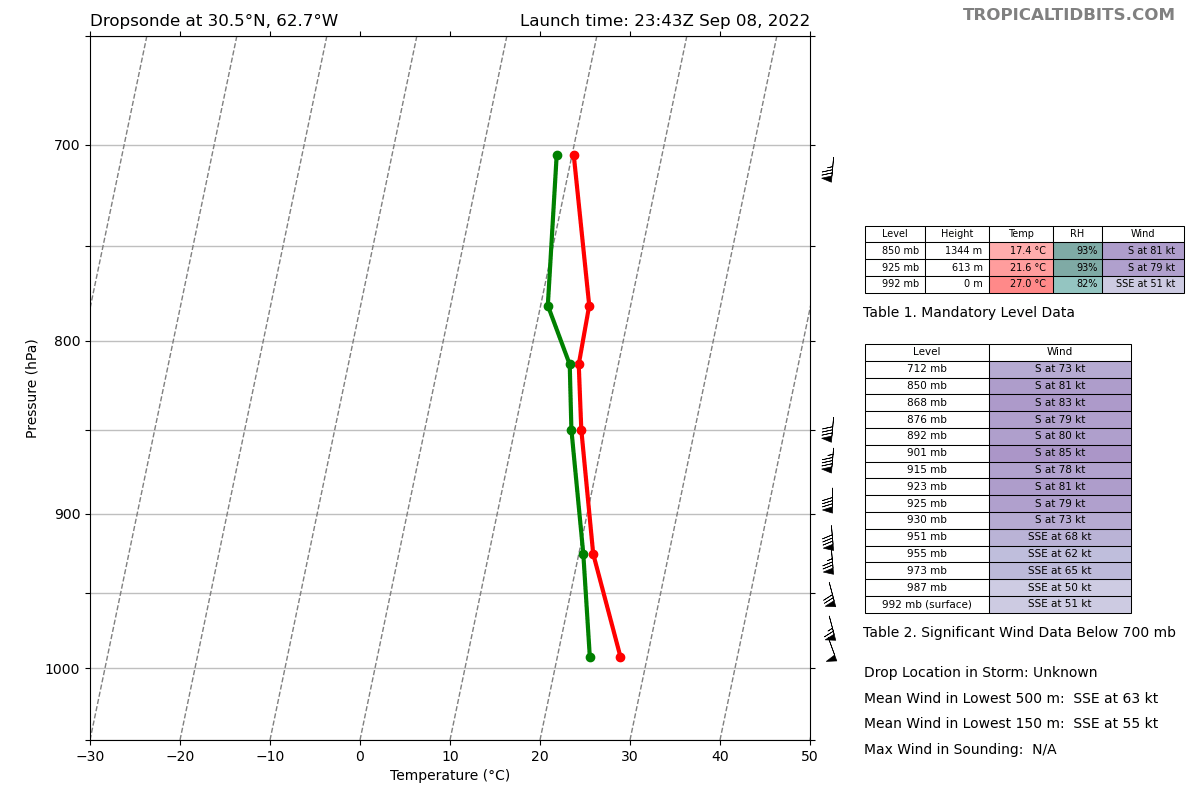 Dropsonde at 30.5°N, 62.7°W
Launch time: 23:43Z Sep 08, 2022
TROPICALTIDBITS.COM
700
800
900
1000
Pressure (hPa)
−30 −20 −10 0 10 20 30 40 50
Temperature (°C)
Level Height Temp RH Wind
850 mb 1344 m 17.4 °C 93% S at 81 kt
925 mb 613 m 21.6 °C 93% S at 79 kt
992 mb 0 m 27.0 °C 82% SSE at 51 kt
Table 1. Mandatory Level Data
Level Wind
712 mb S at 73 kt
850 mb S at 81 kt
868 mb S at 83 kt
876 mb S at 79 kt
892 mb S at 80 kt
901 mb S at 85 kt
915 mb S at 78 kt
923 mb S at 81 kt
925 mb S at 79 kt
930 mb S at 73 kt
951 mb SSE at 68 kt
955 mb SSE at 62 kt
973 mb SSE at 65 kt
987 mb SSE at 50 kt
992 mb (surface) SSE at 51 kt
Table 2. Significant Wind Data Below 700 mb
Drop Location in Storm: Unknown
Mean Wind in Lowest 500 m: SSE at 63 kt
Mean Wind in Lowest 150 m: SSE at 55 kt
Max Wind in Sounding: N/A